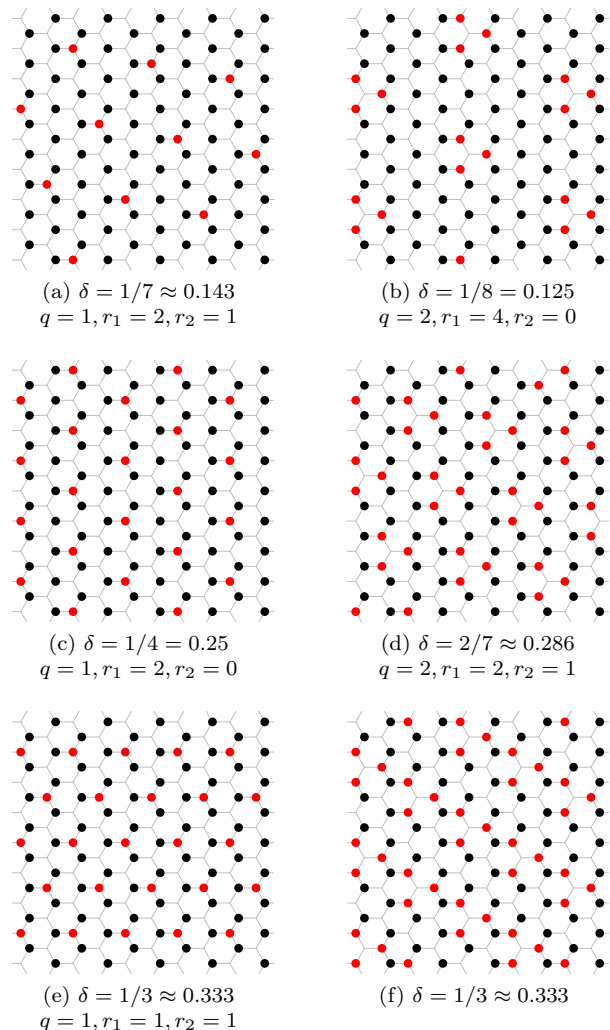 (a) δ = 1/7 ≈ 0.143
q = 1, r₁ = 2, r₂ = 1
(b) δ = 1/8 = 0.125
q = 2, r₁ = 4, r₂ = 0
(c) δ = 1/4 = 0.25
q = 1, r₁ = 2, r₂ = 0
(d) δ = 2/7 ≈ 0.286
q = 2, r₁ = 2, r₂ = 1
(e) δ = 1/3 ≈ 0.333
q = 1, r₁ = 1, r₂ = 1
(f) δ = 1/3 ≈ 0.333